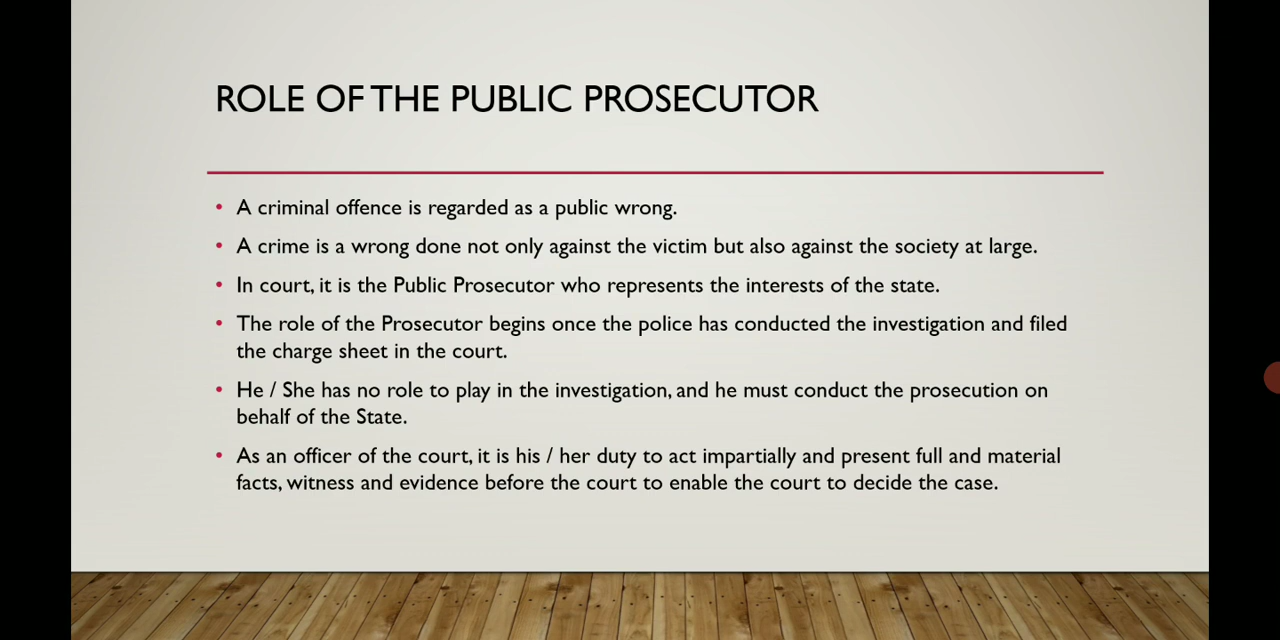 ROLE OF THE PUBLIC PROSECUTOR
• A criminal offence is regarded as a public wrong.
• A crime is a wrong done not only against the victim but also against the society at large.
• In court, it is the Public Prosecutor who represents the interests of the state.
• The role of the Prosecutor begins once the police has conducted the investigation and filed
the charge sheet in the court.
• He / She has no role to play in the investigation, and he must conduct the prosecution on
behalf of the State.
• As an officer of the court, it is his / her duty to act impartially and present full and material
facts, witness and evidence before the court to enable the court to decide the case.